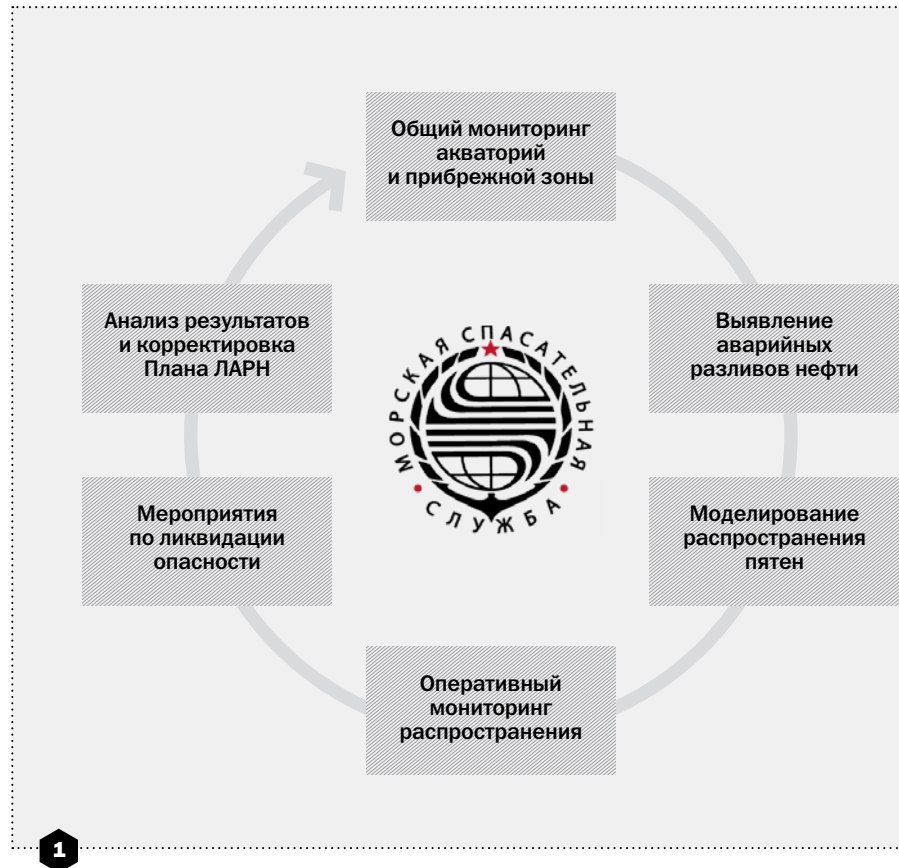 Общий мониторинг
акваторий
и прибрежной зоны
Выявление
аварийных
разливов нефти
Моделирование
распространения
пятен
Оперативный
мониторинг
распространения
Мероприятия
по ликвидации
опасности
Анализ результатов
и корректировка
Плана ЛАРН
МОРСКАЯ СПАСАТЕЛЬНАЯ
СЛУЖБА
1